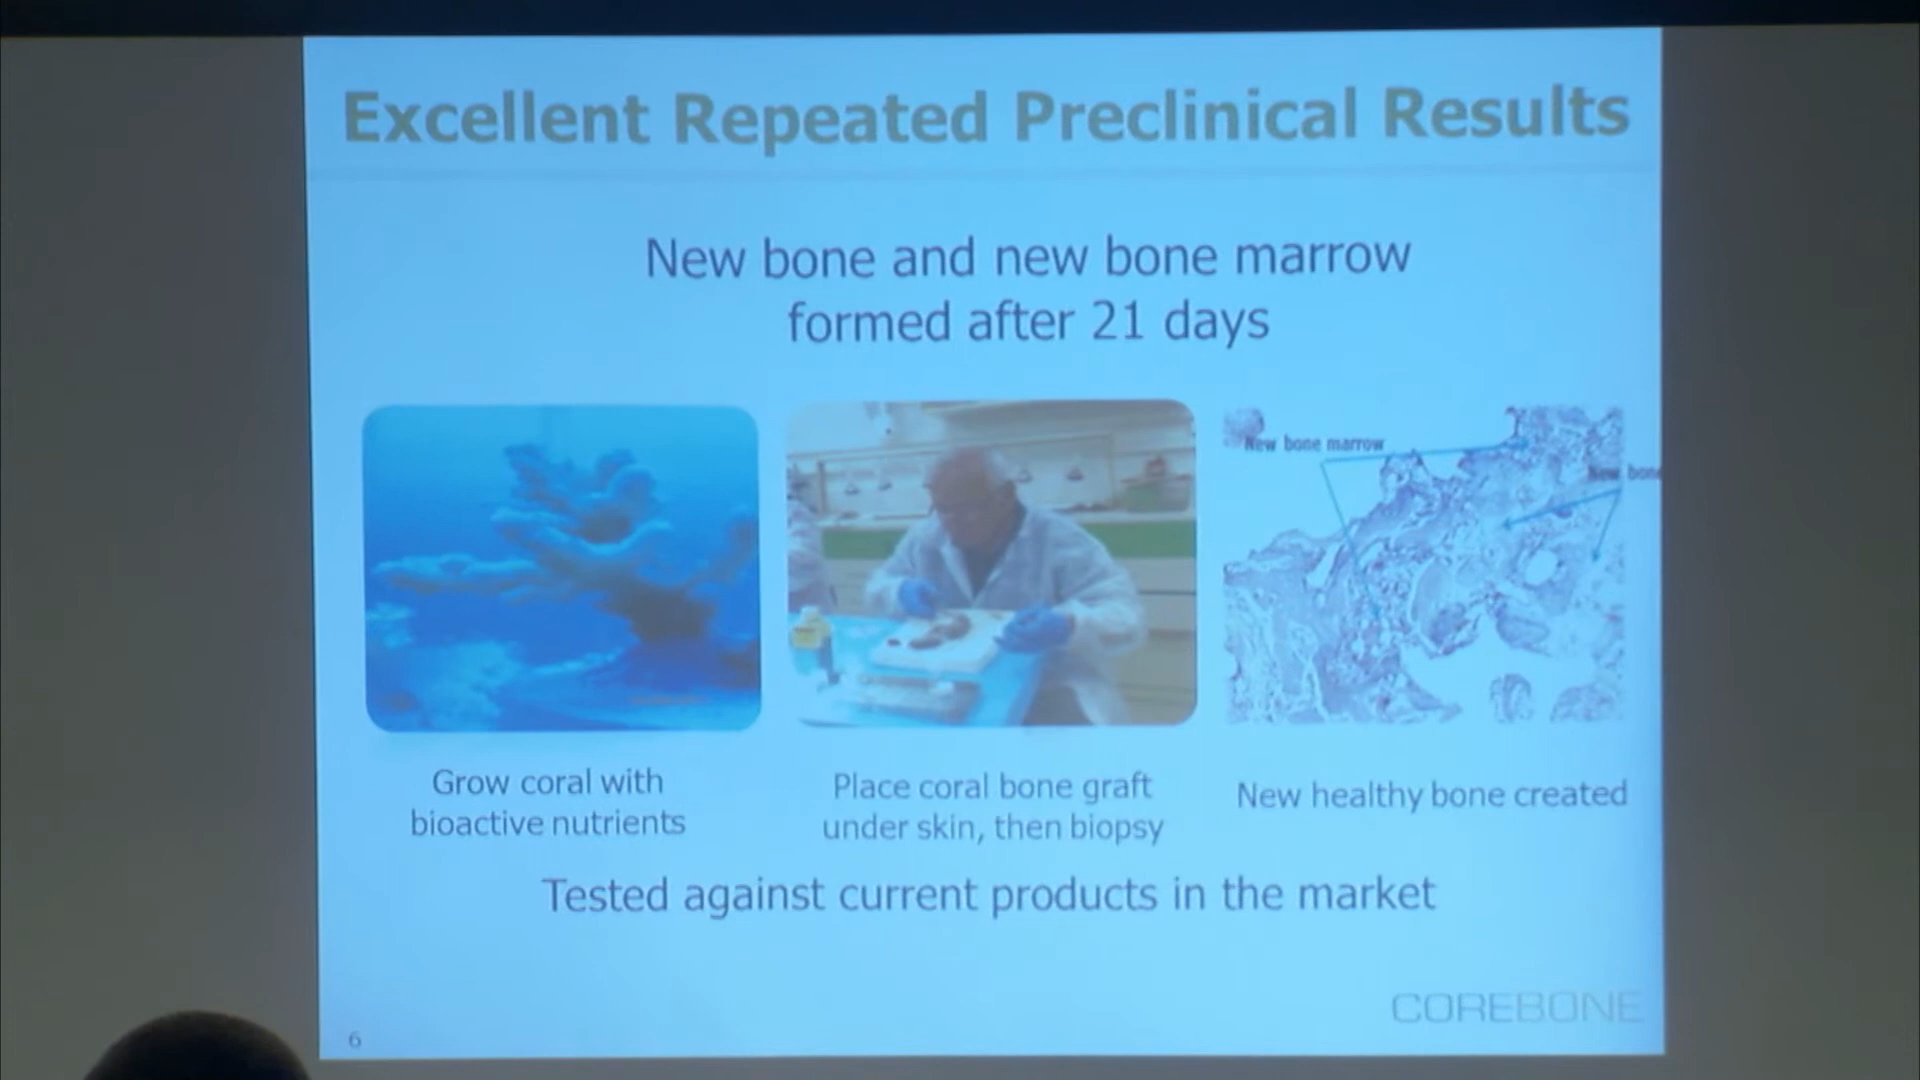 Excellent Repeated Preclinical Results
New bone and new bone marrow
formed after 21 days
New bone marrow
New bone
Grow coral with
bioactive nutrients
Place coral bone graft
under skin, then biopsy
New healthy bone created
Tested against current products in the market
COREBONE
6